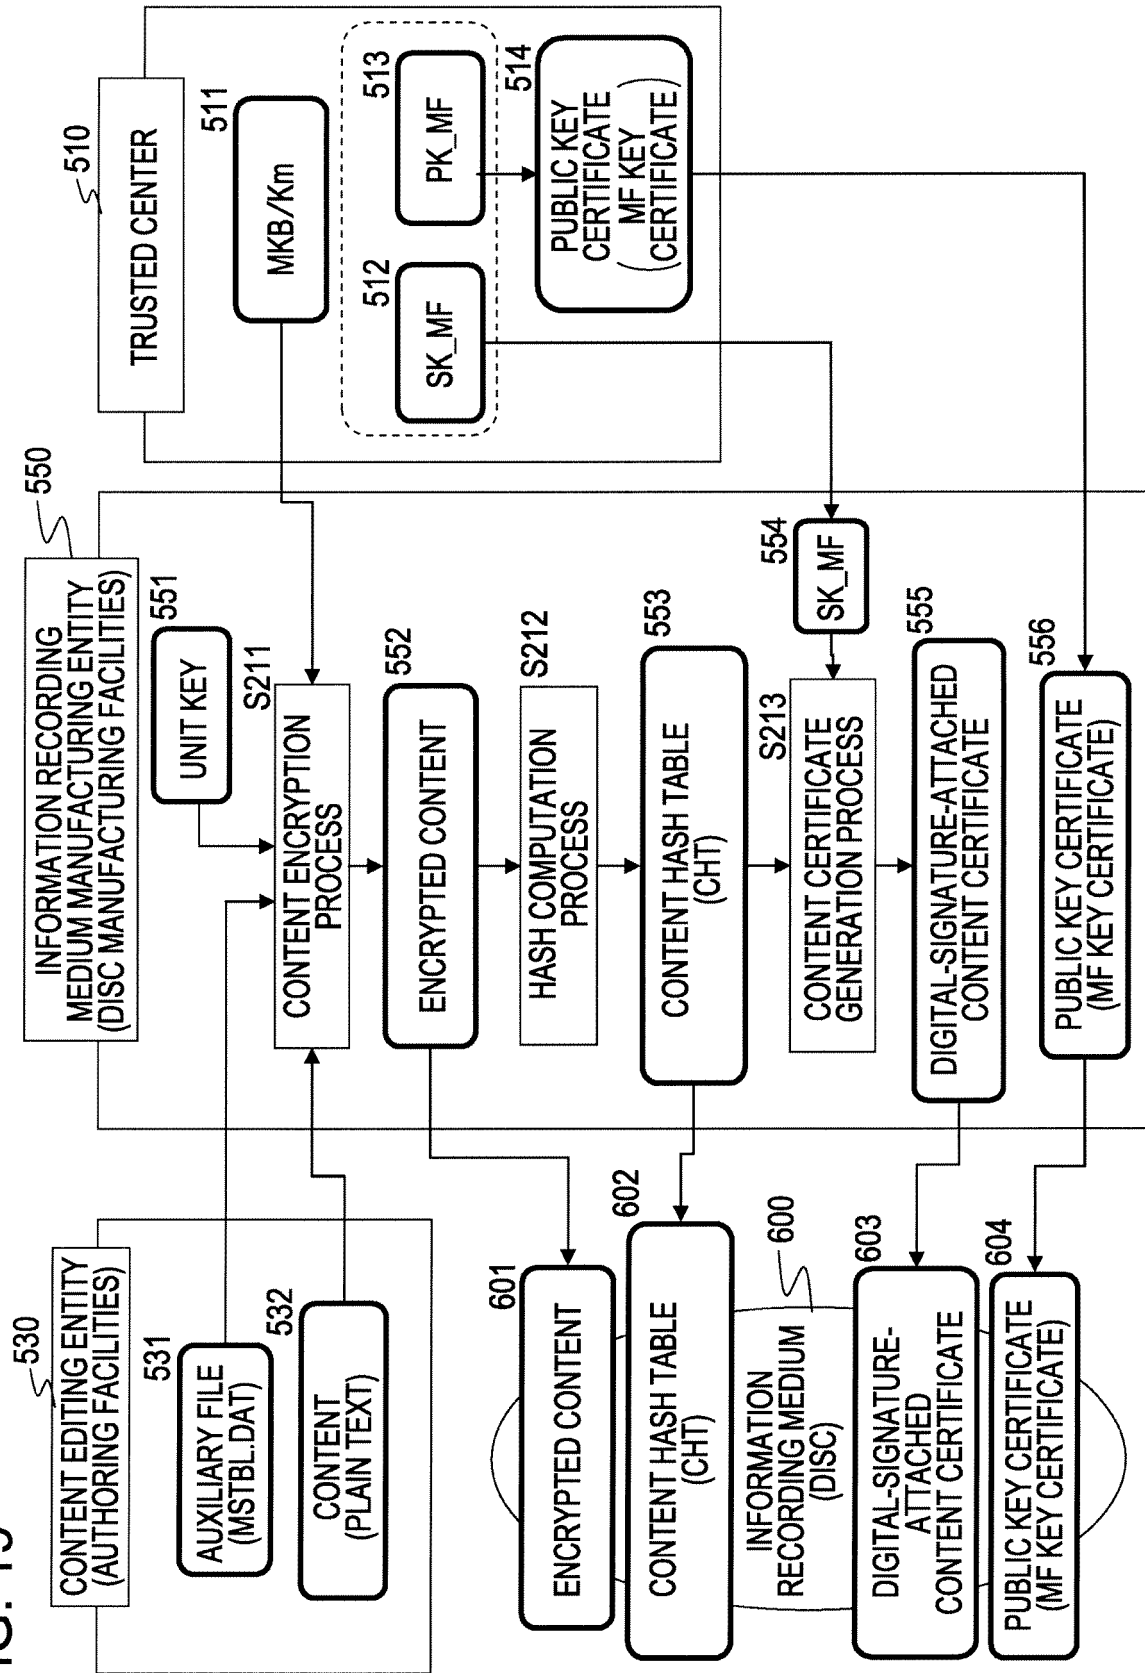 530
CONTENT EDITING ENTITY
(AUTHORING FACILITIES)
531
AUXILIARY FILE
(MSTBL.DAT)
532
CONTENT
(PLAIN TEXT)
550
INFORMATION RECORDING
MEDIUM MANUFACTURING ENTITY
(DISC MANUFACTURING FACILITIES)
551
UNIT KEY
S211
CONTENT ENCRYPTION
PROCESS
552
ENCRYPTED CONTENT
S212
HASH COMPUTATION
PROCESS
553
CONTENT HASH TABLE
(CHT)
554
SK_MF
S213
CONTENT CERTIFICATE
GENERATION PROCESS
555
DIGITAL-SIGNATURE-ATTACHED
CONTENT CERTIFICATE
556
PUBLIC KEY CERTIFICATE
(MF KEY CERTIFICATE)
510
TRUSTED CENTER
511
MKB/Km
512
SK_MF
513
PK_MF
514
PUBLIC KEY
CERTIFICATE
(MF KEY
CERTIFICATE)
601
ENCRYPTED CONTENT
602
CONTENT HASH TABLE
(CHT)
600
INFORMATION
RECORDING MEDIUM
(DISC)
603
DIGITAL-SIGNATURE-
ATTACHED
CONTENT CERTIFICATE
604
PUBLIC KEY CERTIFICATE
(MF KEY CERTIFICATE)